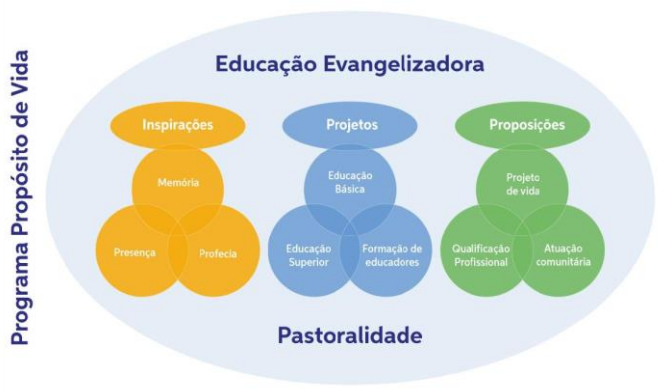 Programa Propósito de Vida
Educação Evangelizadora
Inspirações
Memória
Presença
Profecia
Projetos
Educação
Básica
Educação
Superior
Formação de
educadores
Proposições
Projeto
de vida
Qualificação
Profissional
Atuação
comunitária
Pastoralidade